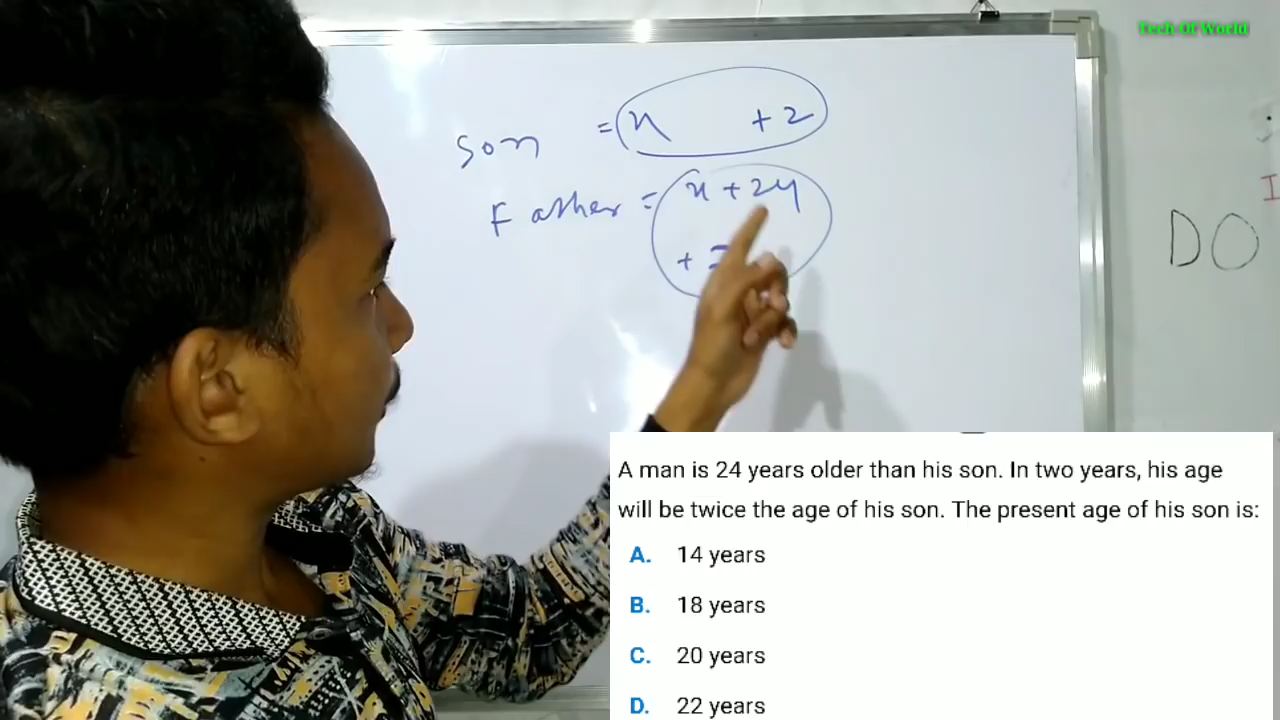 Tech Of World
Son = x + 2
Father = x + 24
+ 2
DO
I
A man is 24 years older than his son. In two years, his age
will be twice the age of his son. The present age of his son is:
A. 14 years
B. 18 years
C. 20 years
D. 22 years